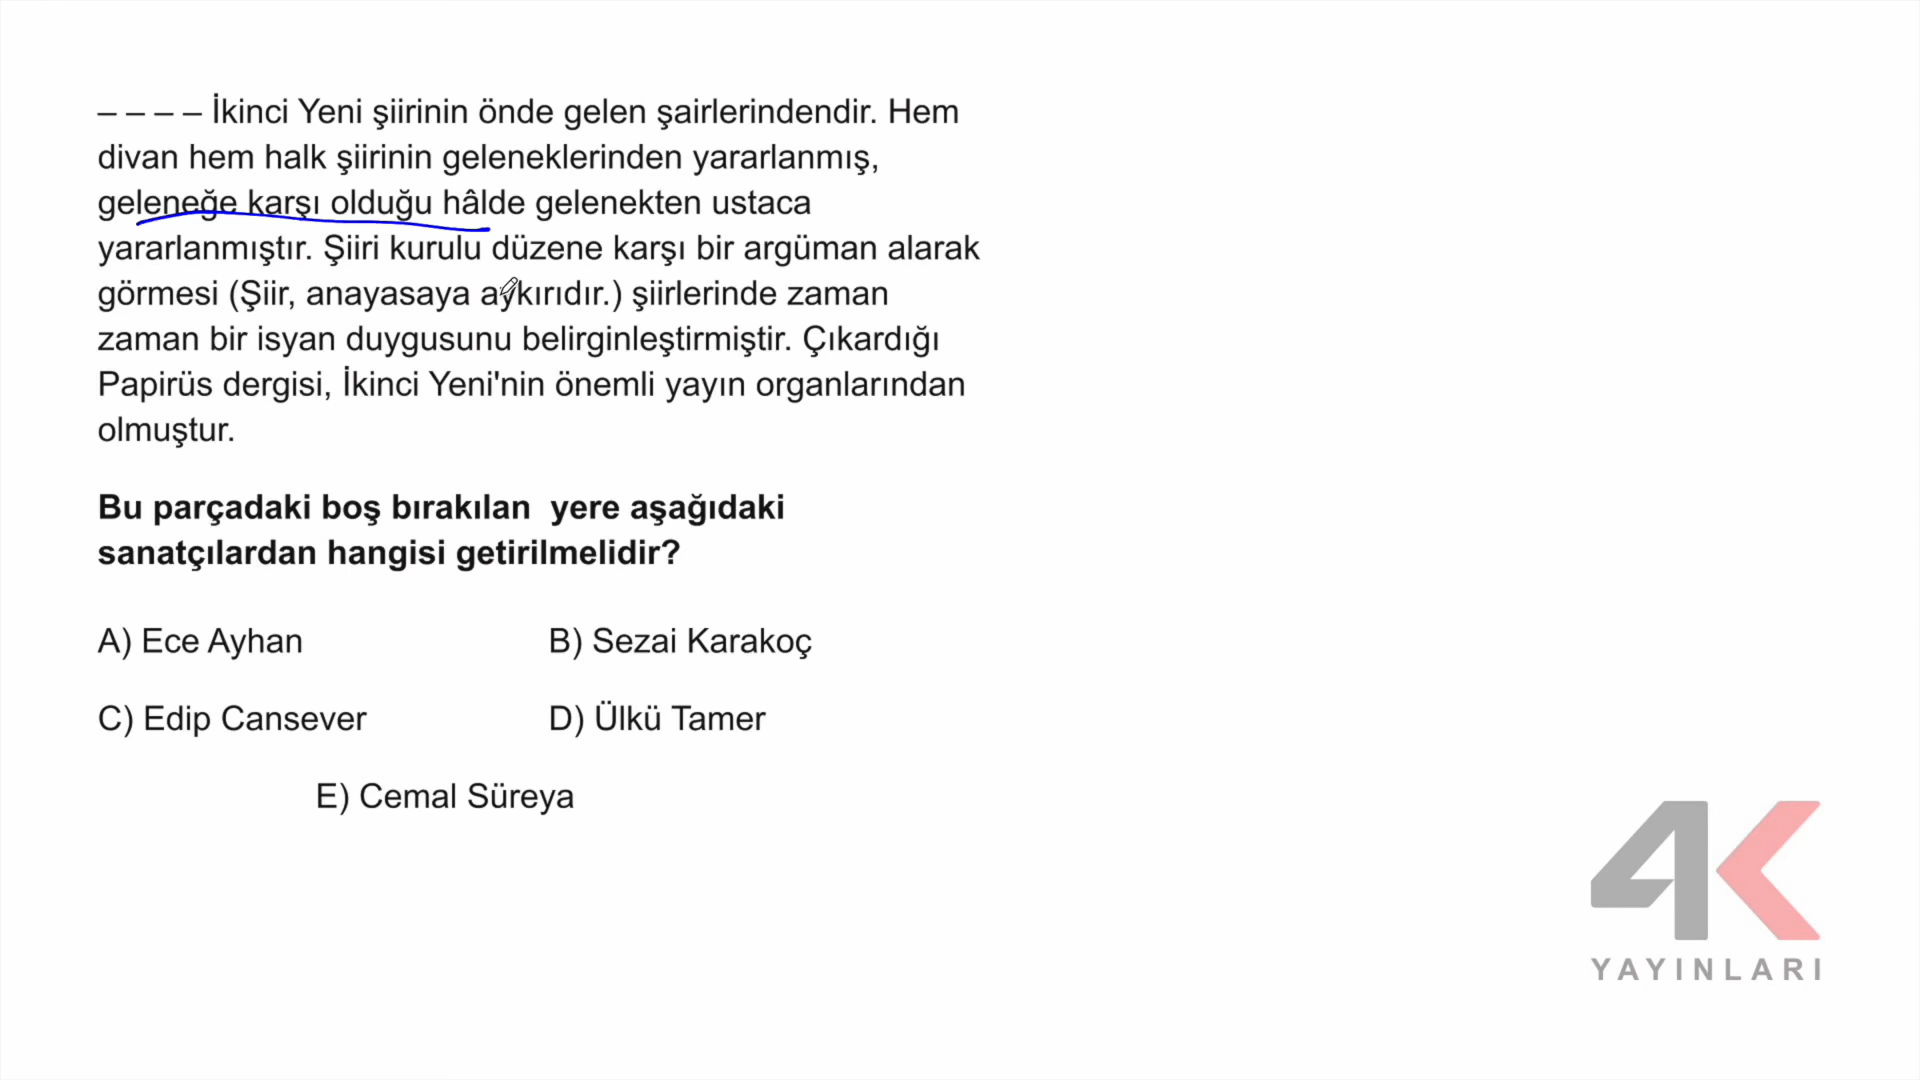 – – – – İkinci Yeni şiirinin önde gelen şairlerindendir. Hem
divan hem halk şiirinin geleneklerinden yararlanmış,
geleneğe karşı olduğu hâlde gelenekten ustaca
yararlanmıştır. Şiiri kurulu düzene karşı bir argüman alarak
görmesi (Şiir, anayasaya aykırıdır.) şiirlerinde zaman
zaman bir isyan duygusunu belirginleştirmiştir. Çıkardığı
Papirüs dergisi, İkinci Yeni'nin önemli yayın organlarından
olmuştur.
Bu parçadaki boş bırakılan  yere aşağıdaki
sanatçılardan hangisi getirilmelidir?
A) Ece Ayhan
B) Sezai Karakoç
C) Edip Cansever
D) Ülkü Tamer
E) Cemal Süreya
4K
YAYINLARI